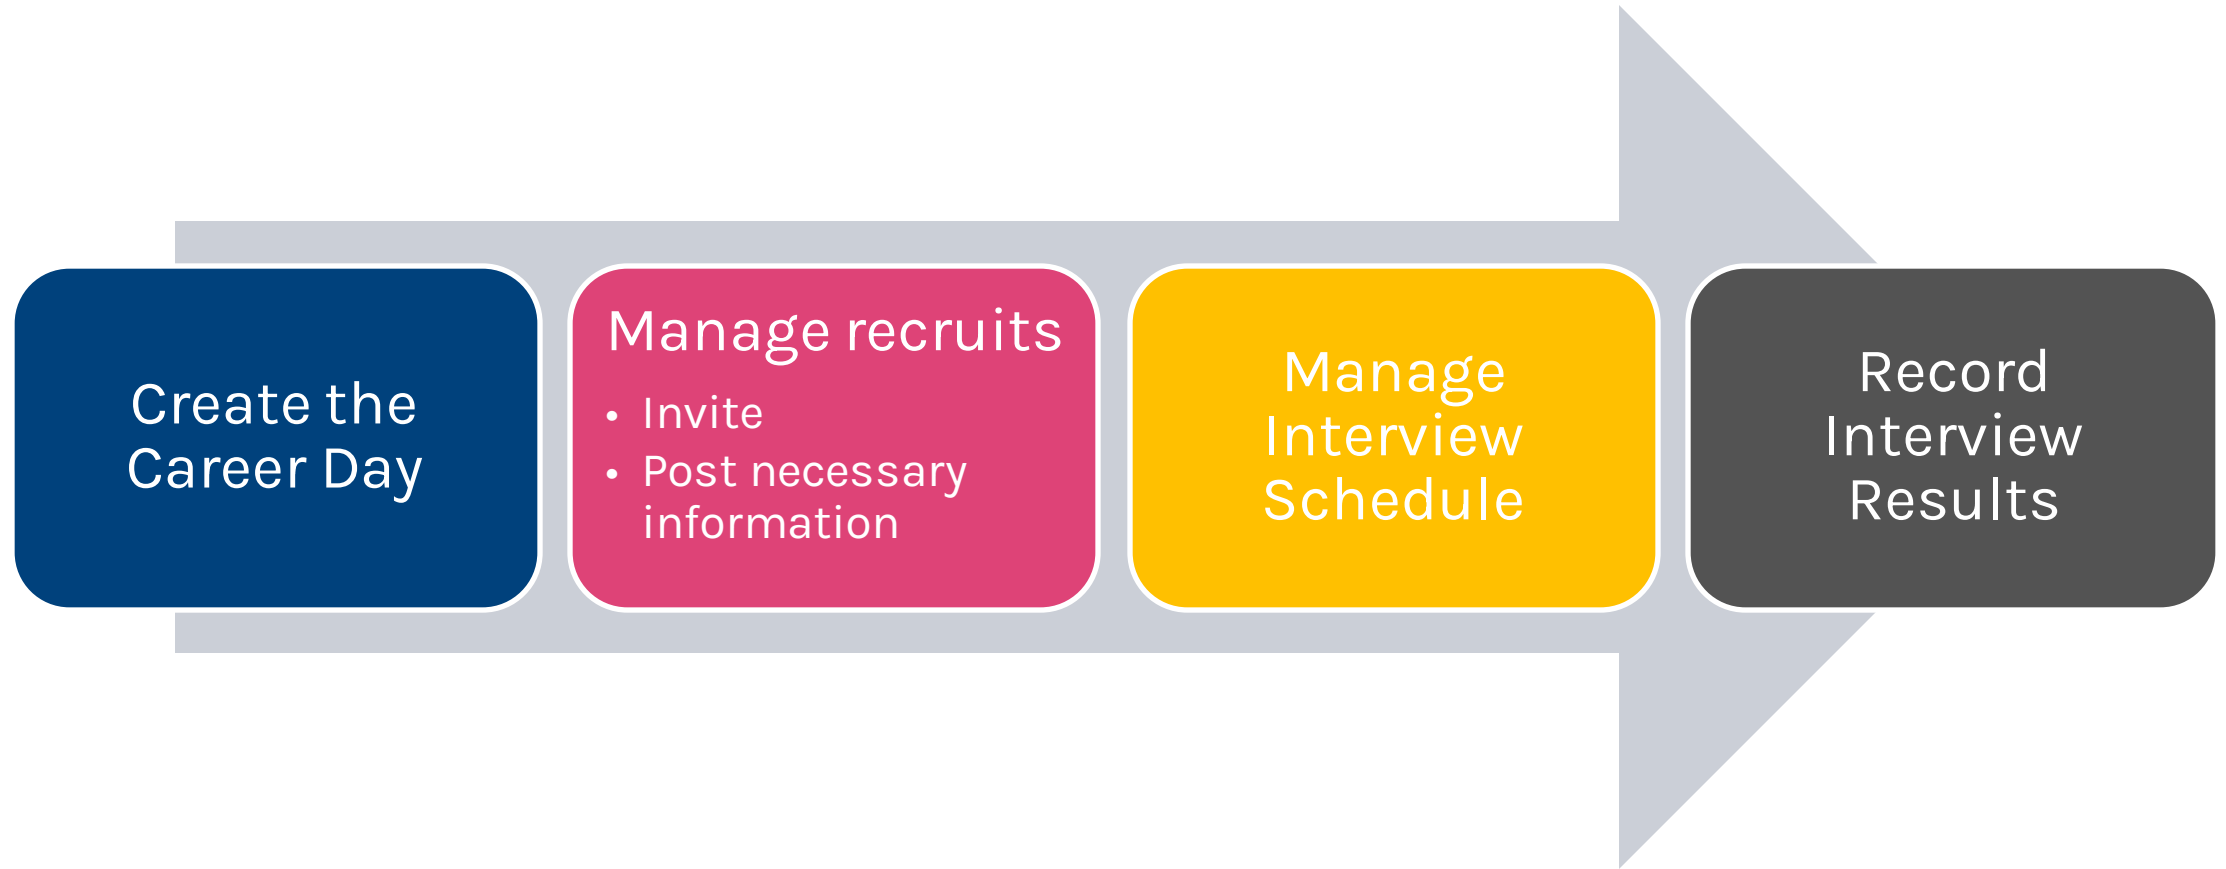 Create the
Career Day
Manage recruits
• Invite
• Post necessary
information
Manage
Interview
Schedule
Record
Interview
Results